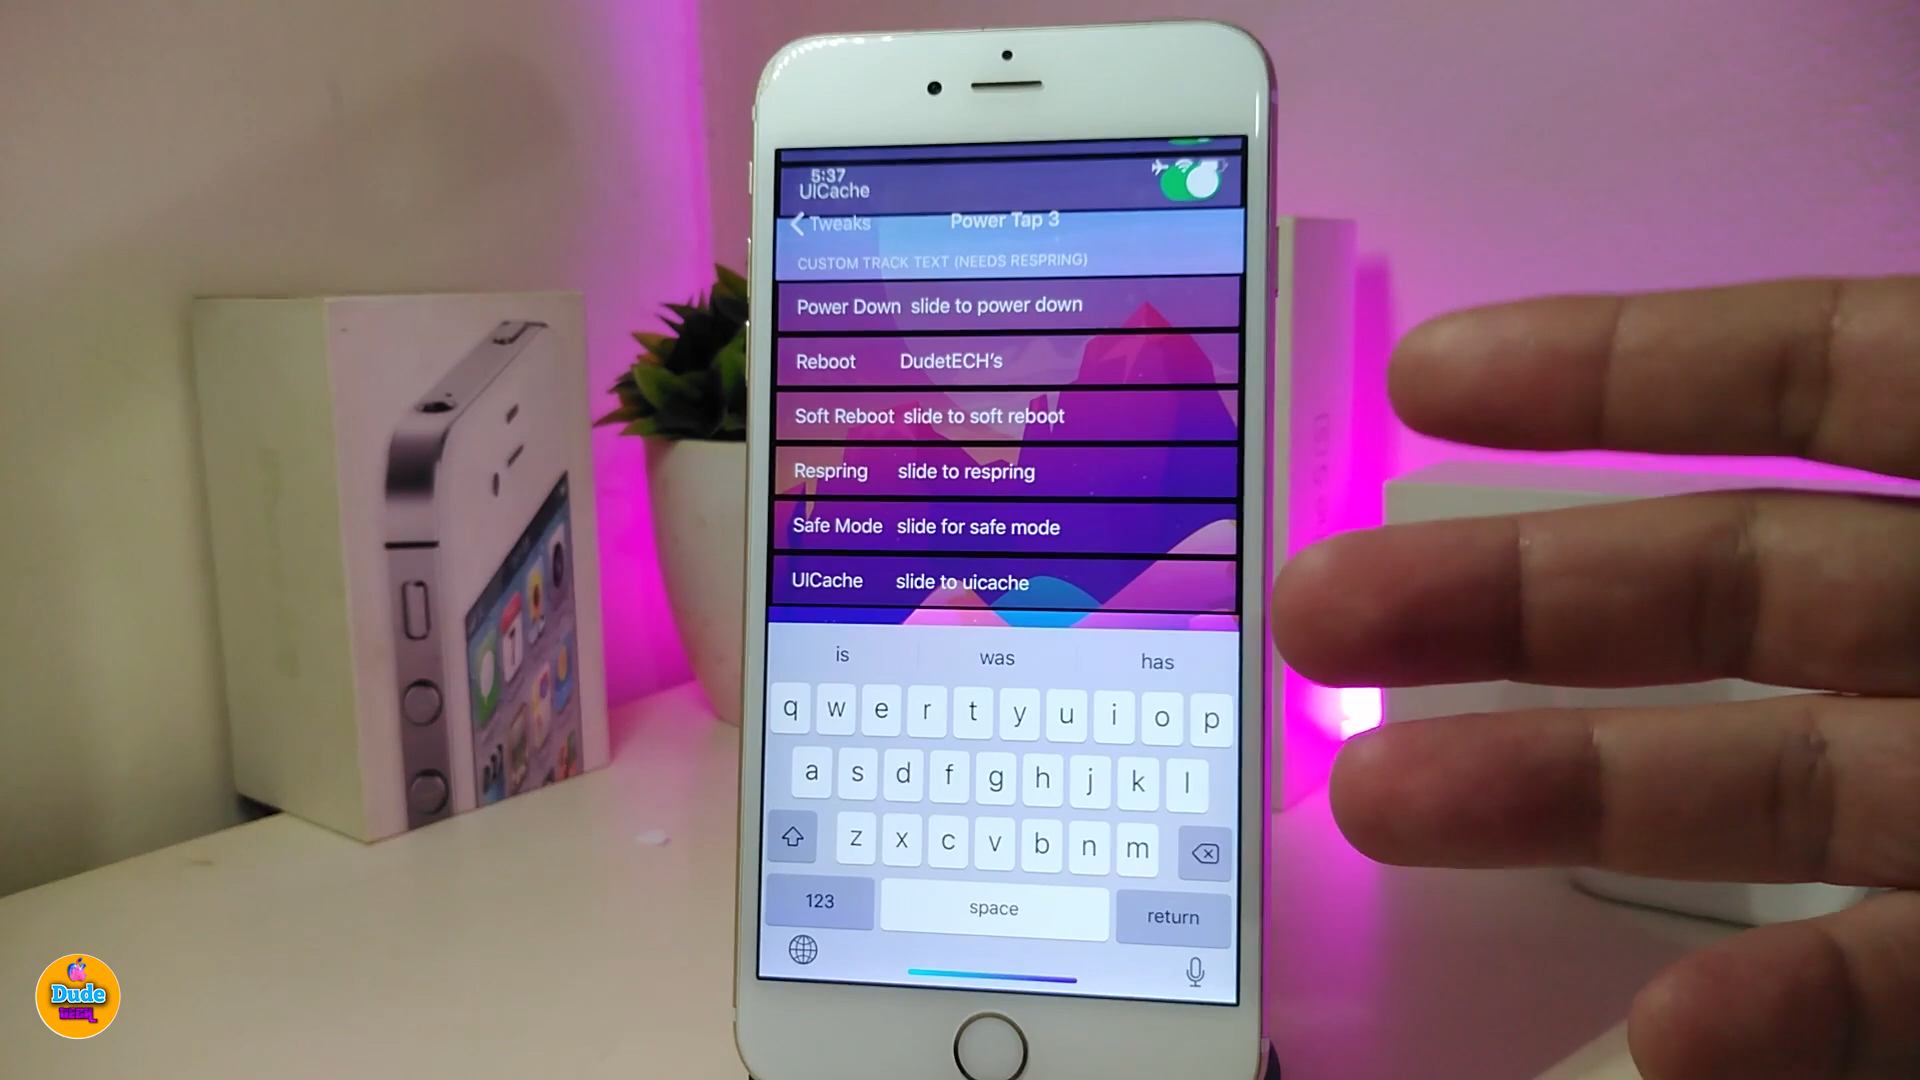 5:37
UICache
Tweaks
Power Tap 3
CUSTOM TRACK TEXT (NEEDS RESPRING)
Power Down slide to power down
Reboot DudetECH's
Soft Reboot slide to soft reboot
Respring slide to respring
Safe Mode slide for safe mode
UICache slide to uicache
is was has
q w e r t y u i o p
a s d f g h j k l
z x c v b n m
123 space return
Dude
TECH